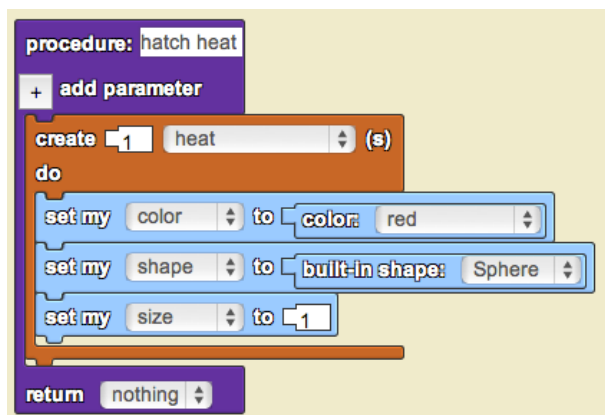 procedure: hatch heat
+ add parameter
create 1 heat (s)
do
set my color to color: red
set my shape to built-in shape: Sphere
set my size to 1
return nothing